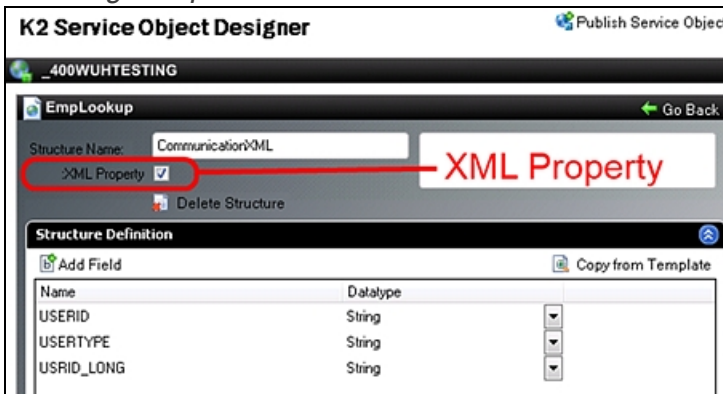 K2 Service Object Designer
Publish Service Objec
_400WUHTESTING
EmpLookup
Go Back
Structure Name: CommunicationXML
:XML Property
XML Property
Delete Structure
Structure Definition
Add Field
Copy from Template
Name Datatype
USERID String
USERTYPE String
USRID_LONG String